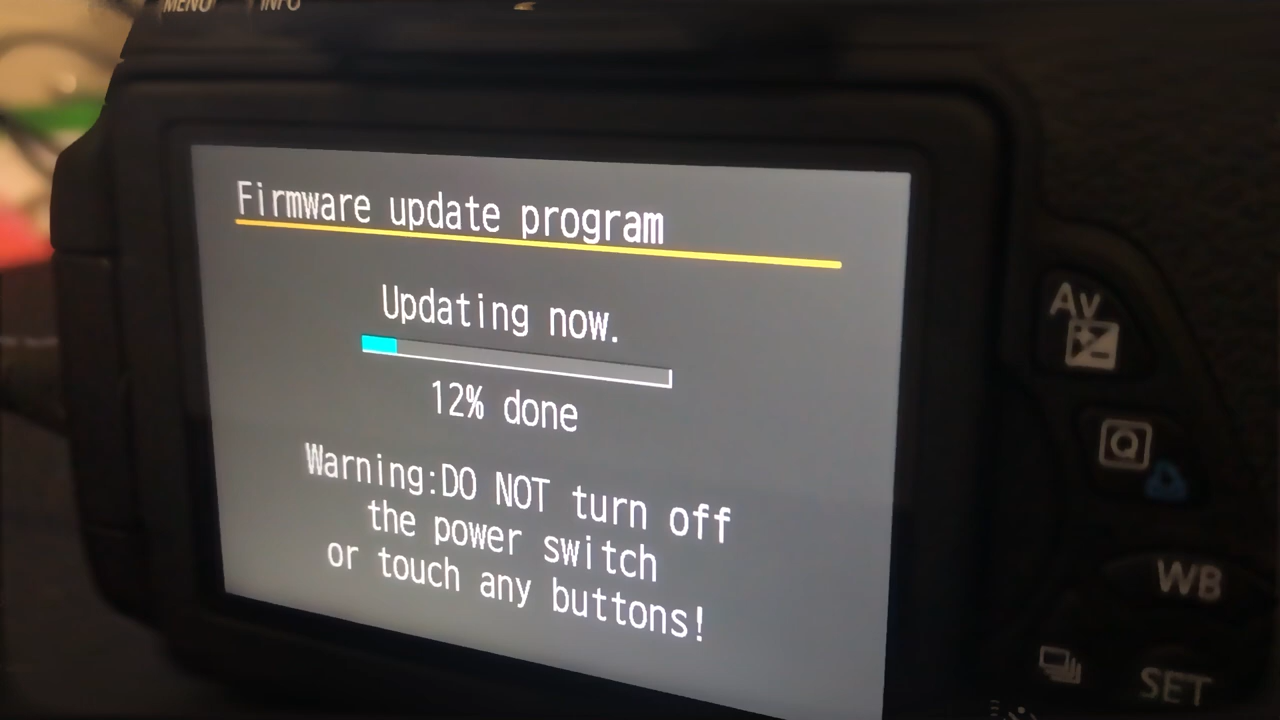 MENU INFO
Firmware update program
Updating now.
12% done
Warning:DO NOT turn off
the power switch
or touch any buttons!
Av
Q
WB
SET